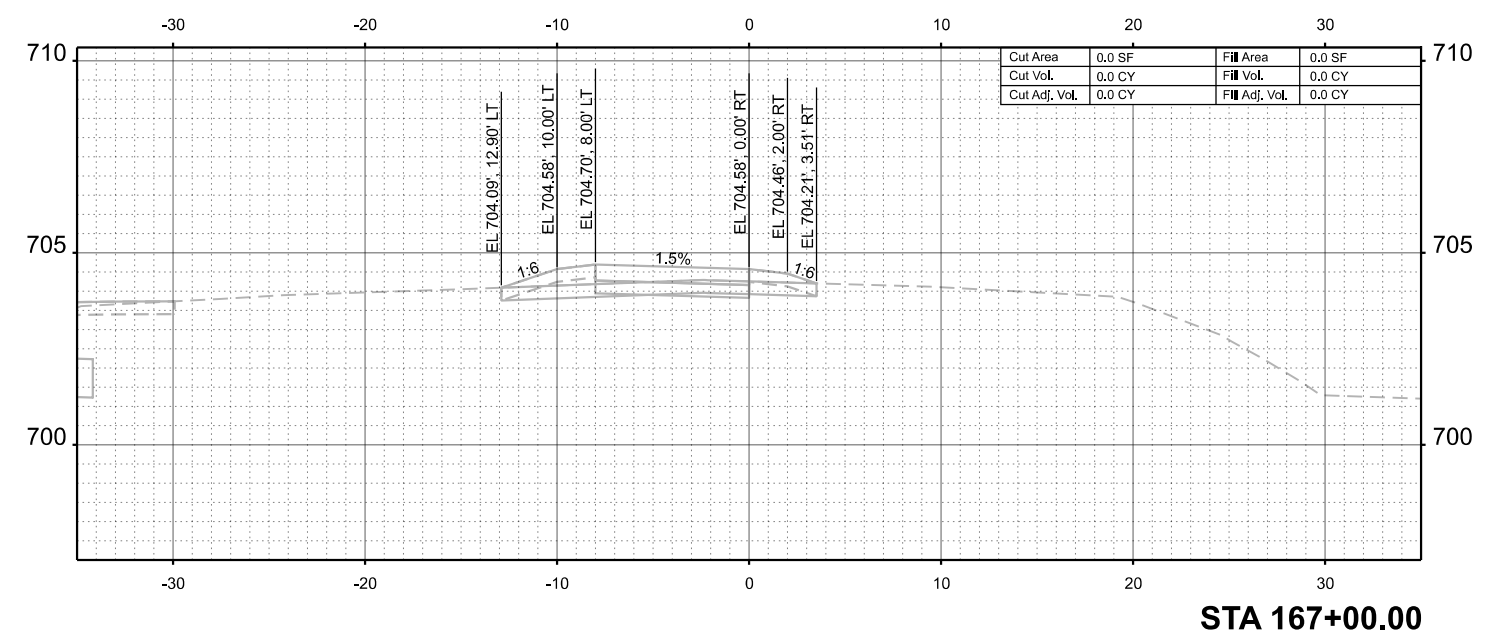 -30 -20 -10 0 10 20 30
710 710
Cut Area 0.0 SF Fill Area 0.0 SF
Cut Vol. 0.0 CY Fill Vol. 0.0 CY
Cut Adj. Vol. 0.0 CY Fill Adj. Vol. 0.0 CY
EL 704.09', 12.90' LT
EL 704.58', 10.00' LT
EL 704.70', 8.00' LT
EL 704.58', 0.00' RT
EL 704.46', 2.00' RT
EL 704.21', 3.51' RT
705 705
1:6 1.5% 1:6
700 700
-30 -20 -10 0 10 20 30
STA 167+00.00